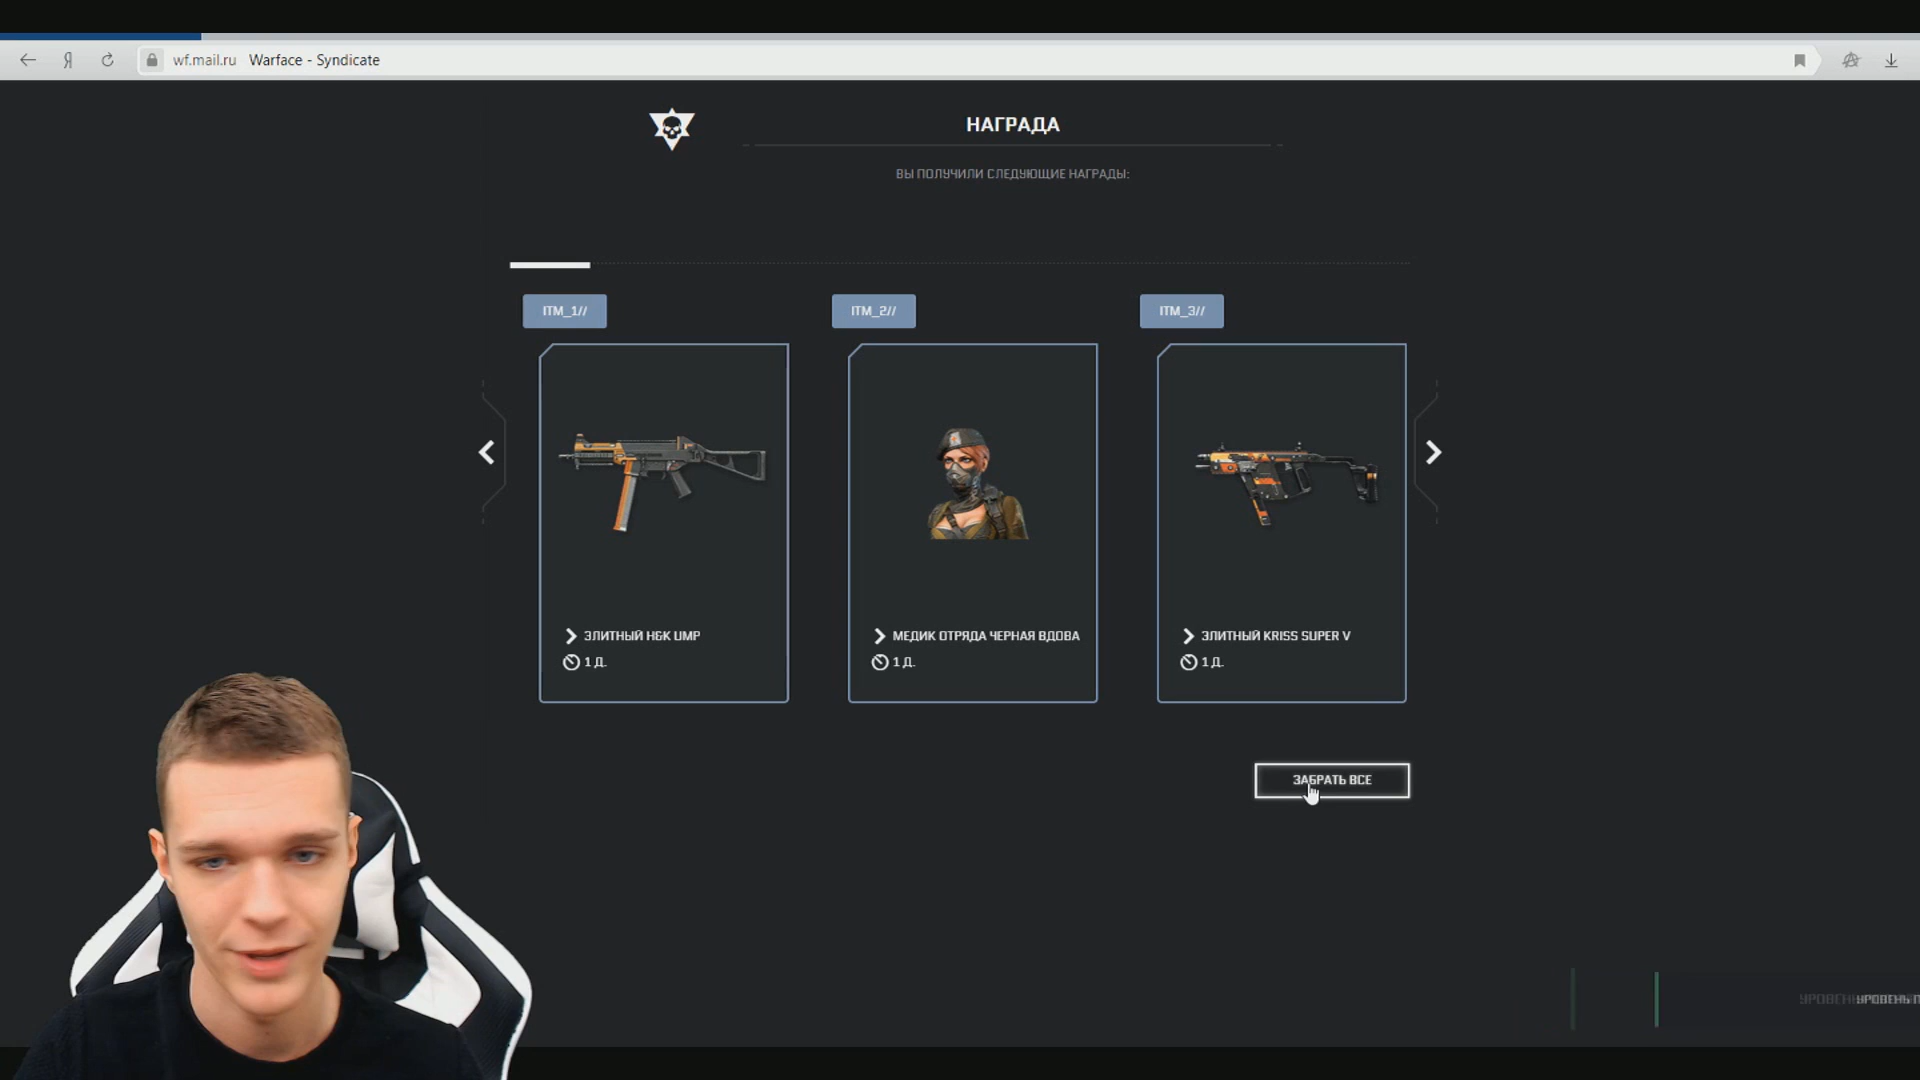 Я
wf.mail.ru Warface - Syndicate
НАГРАДА
ВЫ ПОЛУЧИЛИ СЛЕДУЮЩИЕ НАГРАДЫ:
ITM_1//
ITM_2//
ITM_3//
ЭЛИТНЫЙ H&K UMP
1 Д.
МЕДИК ОТРЯДА ЧЕРНАЯ ВДОВА
1 Д.
ЭЛИТНЫЙ KRISS SUPER V
1 Д.
ЗАБРАТЬ ВСЕ
УРОВЕНЬ П